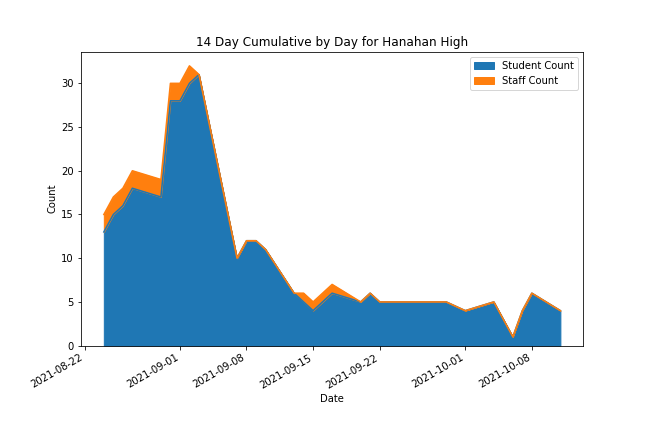 14 Day Cumulative by Day for Hanahan High
Student Count
Staff Count
30
25
20
15
10
5
0
Count
2021-08-22
2021-09-01
2021-09-08
2021-09-15
2021-09-22
2021-10-01
2021-10-08
Date